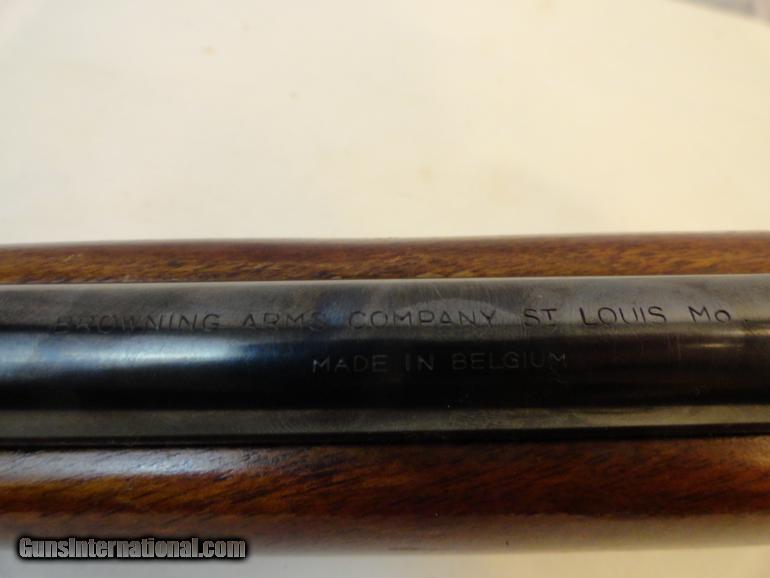 BROWNING ARMS COMPANY ST LOUIS Mo.
MADE IN BELGIUM
GunsInternational.com